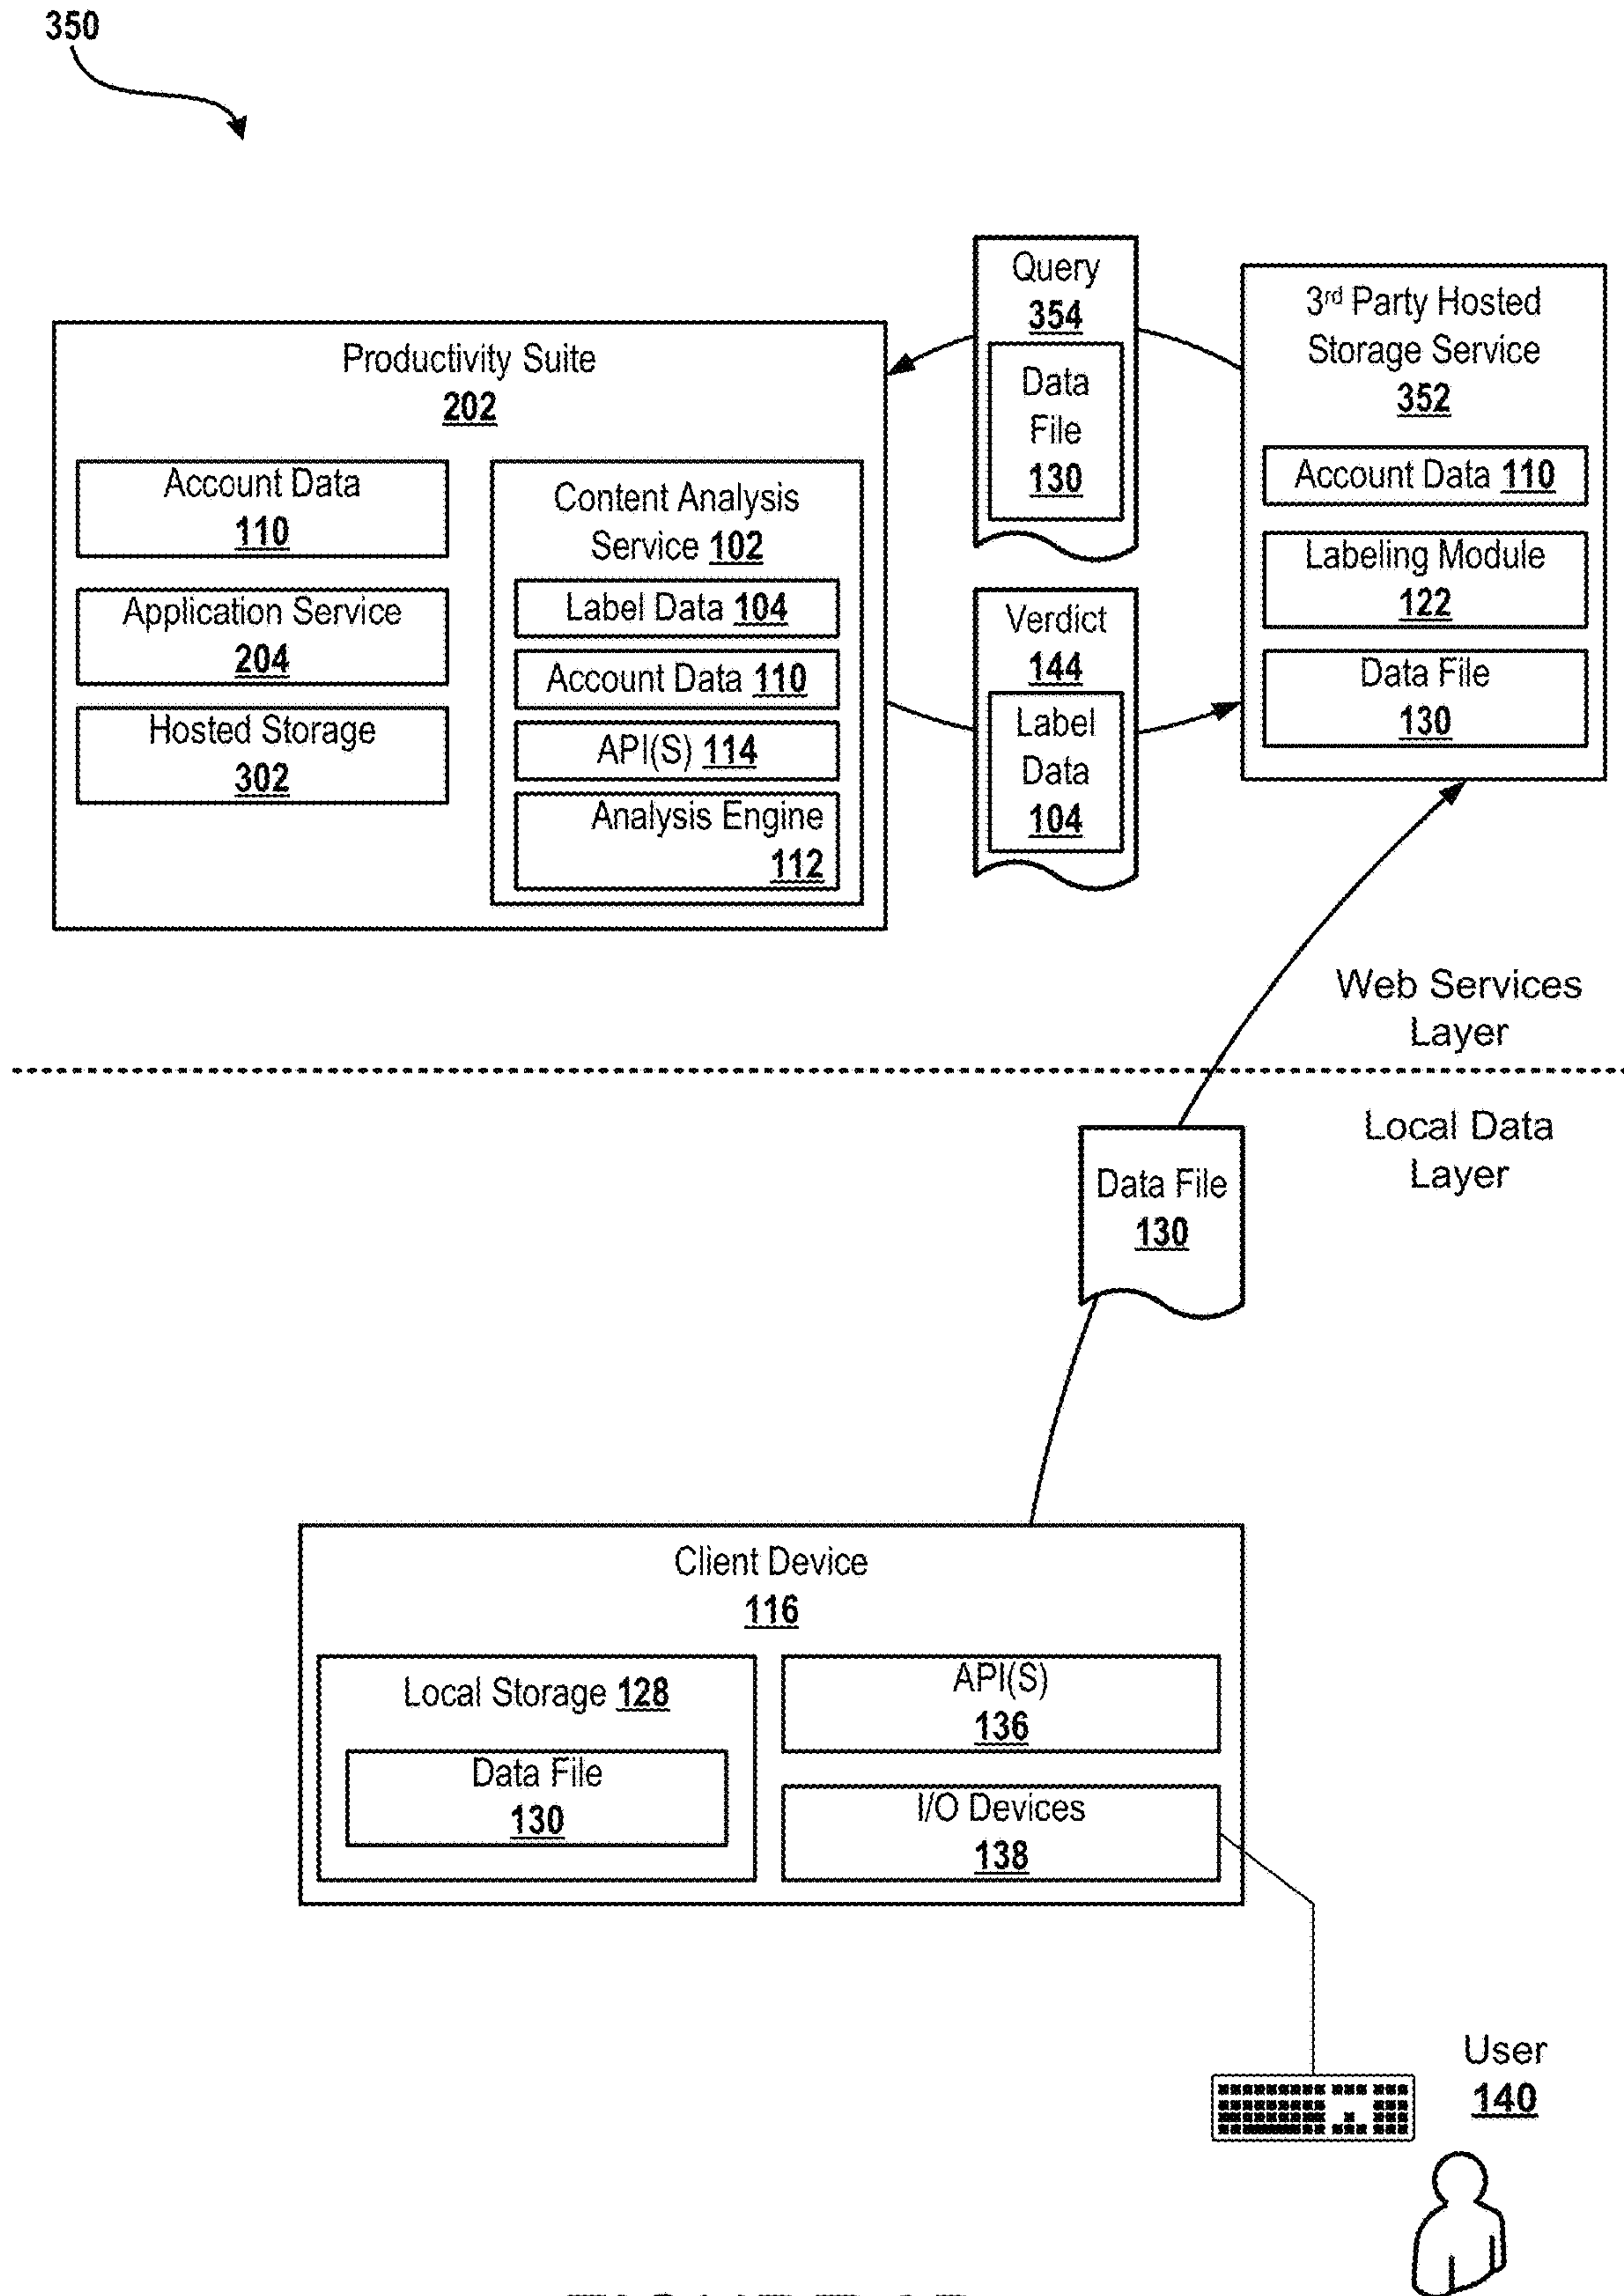 350
Query
354
Data
File
130
3rd Party Hosted
Storage Service
352
Account Data 110
Labeling Module
122
Data File
130
Productivity Suite
202
Account Data
110
Application Service
204
Hosted Storage
302
Content Analysis
Service 102
Label Data 104
Account Data 110
API(S) 114
Analysis Engine
112
Verdict
144
Label
Data
104
Web Services
Layer
Local Data
Layer
Data File
130
Client Device
116
Local Storage 128
Data File
130
API(S)
136
I/O Devices
138
User
140